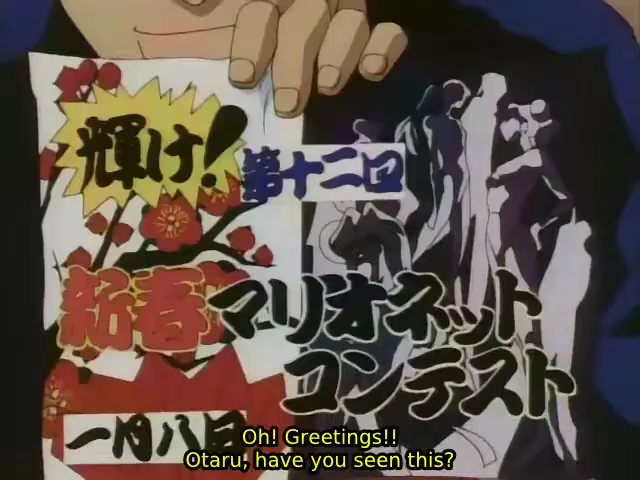 輝け!
第十二回
新春マリオネット
コンテスト
一月八日
Oh! Greetings!!
Otaru, have you seen this?